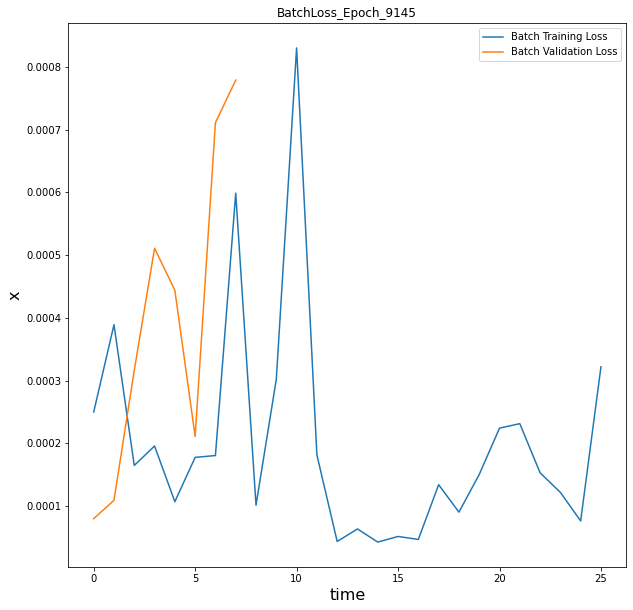 BatchLoss_Epoch_9145
Batch Training Loss
Batch Validation Loss
0.0008
0.0007
0.0006
0.0005
0.0004
0.0003
0.0002
0.0001
x
0 5 10 15 20 25
time